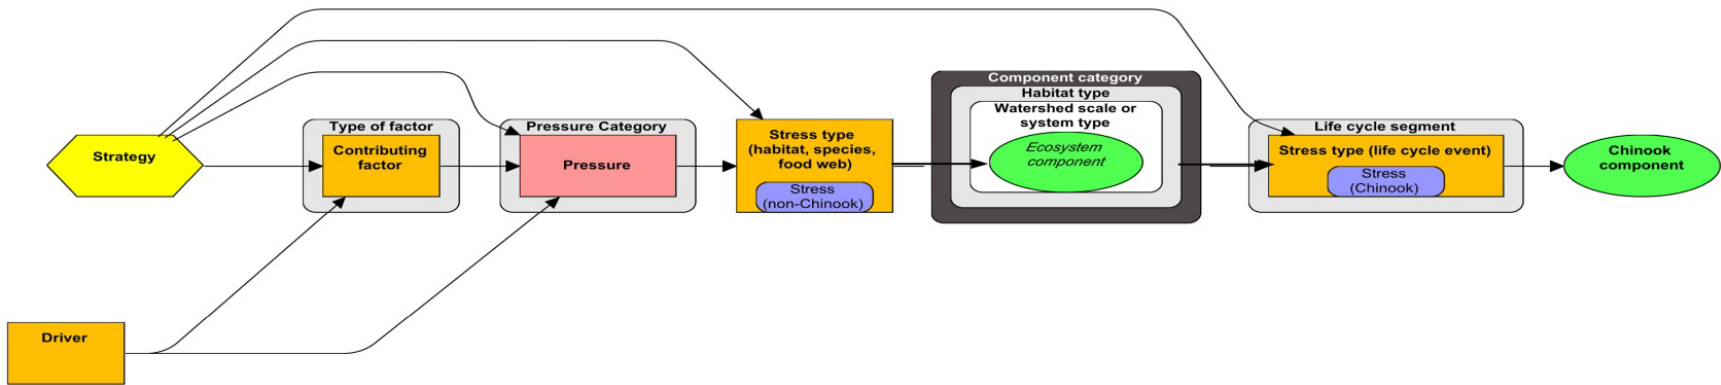 Strategy
Type of factor
Contributing
factor
Pressure Category
Pressure
Stress type
(habitat, species,
food web)
Stress
(non-Chinook)
Component category
Habitat type
Watershed scale or
system type
Ecosystem
component
Life cycle segment
Stress type (life cycle event)
Stress
(Chinook)
Chinook
component
Driver